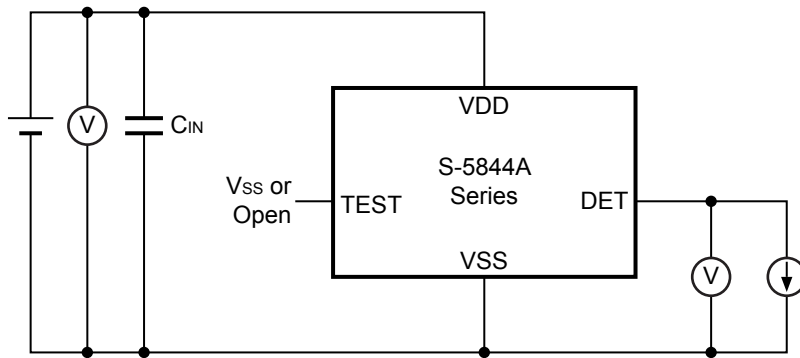 VDD
V
CIN
S-5844A
Series
VSS or
Open
TEST
DET
VSS
V